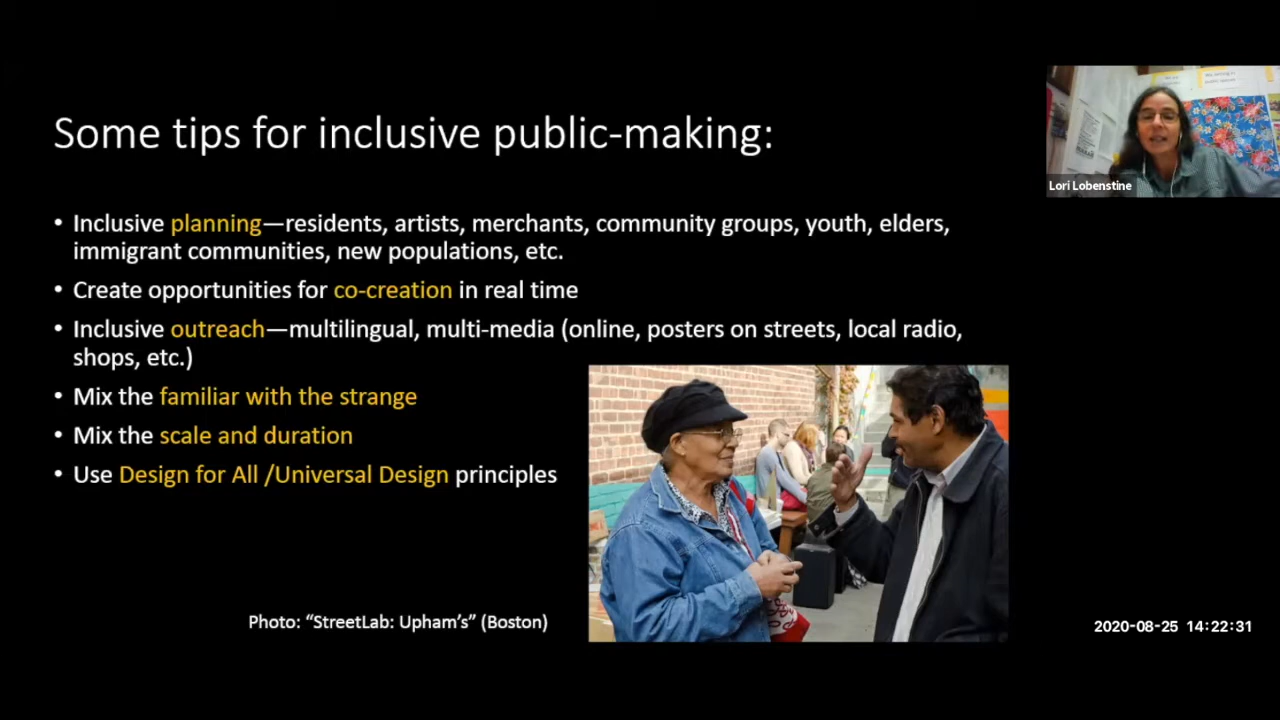 Some tips for inclusive public-making:
• Inclusive planning—residents, artists, merchants, community groups, youth, elders,
immigrant communities, new populations, etc.
• Create opportunities for co-creation in real time
• Inclusive outreach—multilingual, multi-media (online, posters on streets, local radio,
shops, etc.)
• Mix the familiar with the strange
• Mix the scale and duration
• Use Design for All /Universal Design principles
Photo: “StreetLab: Upham’s” (Boston)
Lori Lobenstine
2020-08-25 14:22:31